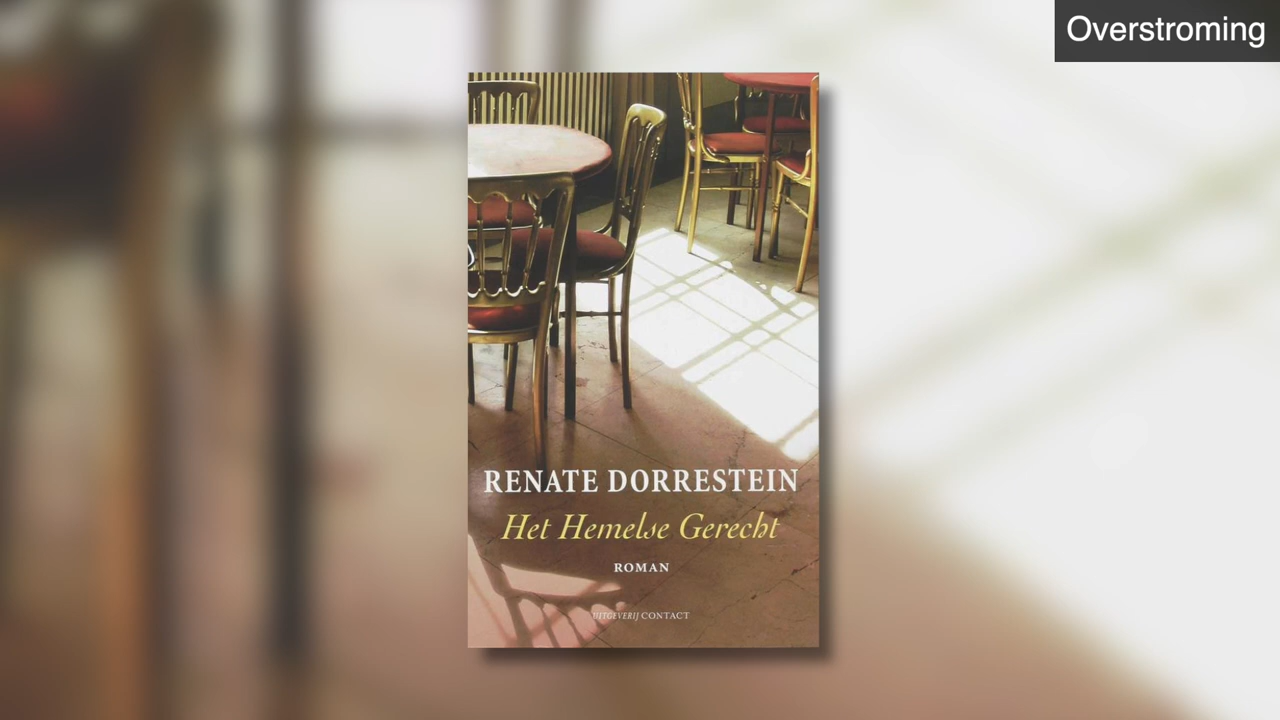 Overstroming
RENATE DORRESTEIN
Het Hemelse Gerecht
ROMAN
UITGEVERIJ CONTACT